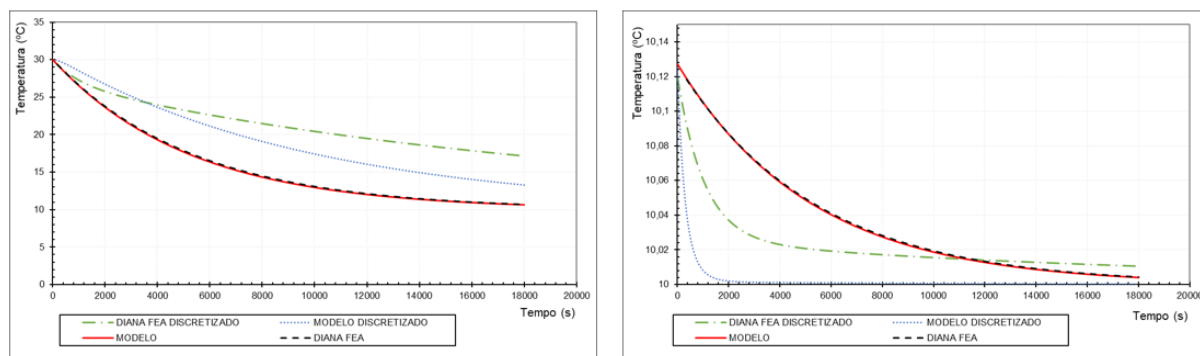 Temperatura (ºC)
35
30
25
20
15
10
5
0
0 2000 4000 6000 8000 10000 12000 14000 16000 18000 20000
Tempo (s)
DIANA FEA DISCRETIZADO MODELO DISCRETIZADO
MODELO DIANA FEA
Temperatura (ºC)
10,14
10,12
10,1
10,08
10,06
10,04
10,02
10
0 2000 4000 6000 8000 10000 12000 14000 16000 18000 20000
Tempo (s)
DIANA FEA DISCRETIZADO MODELO DISCRETIZADO
MODELO DIANA FEA